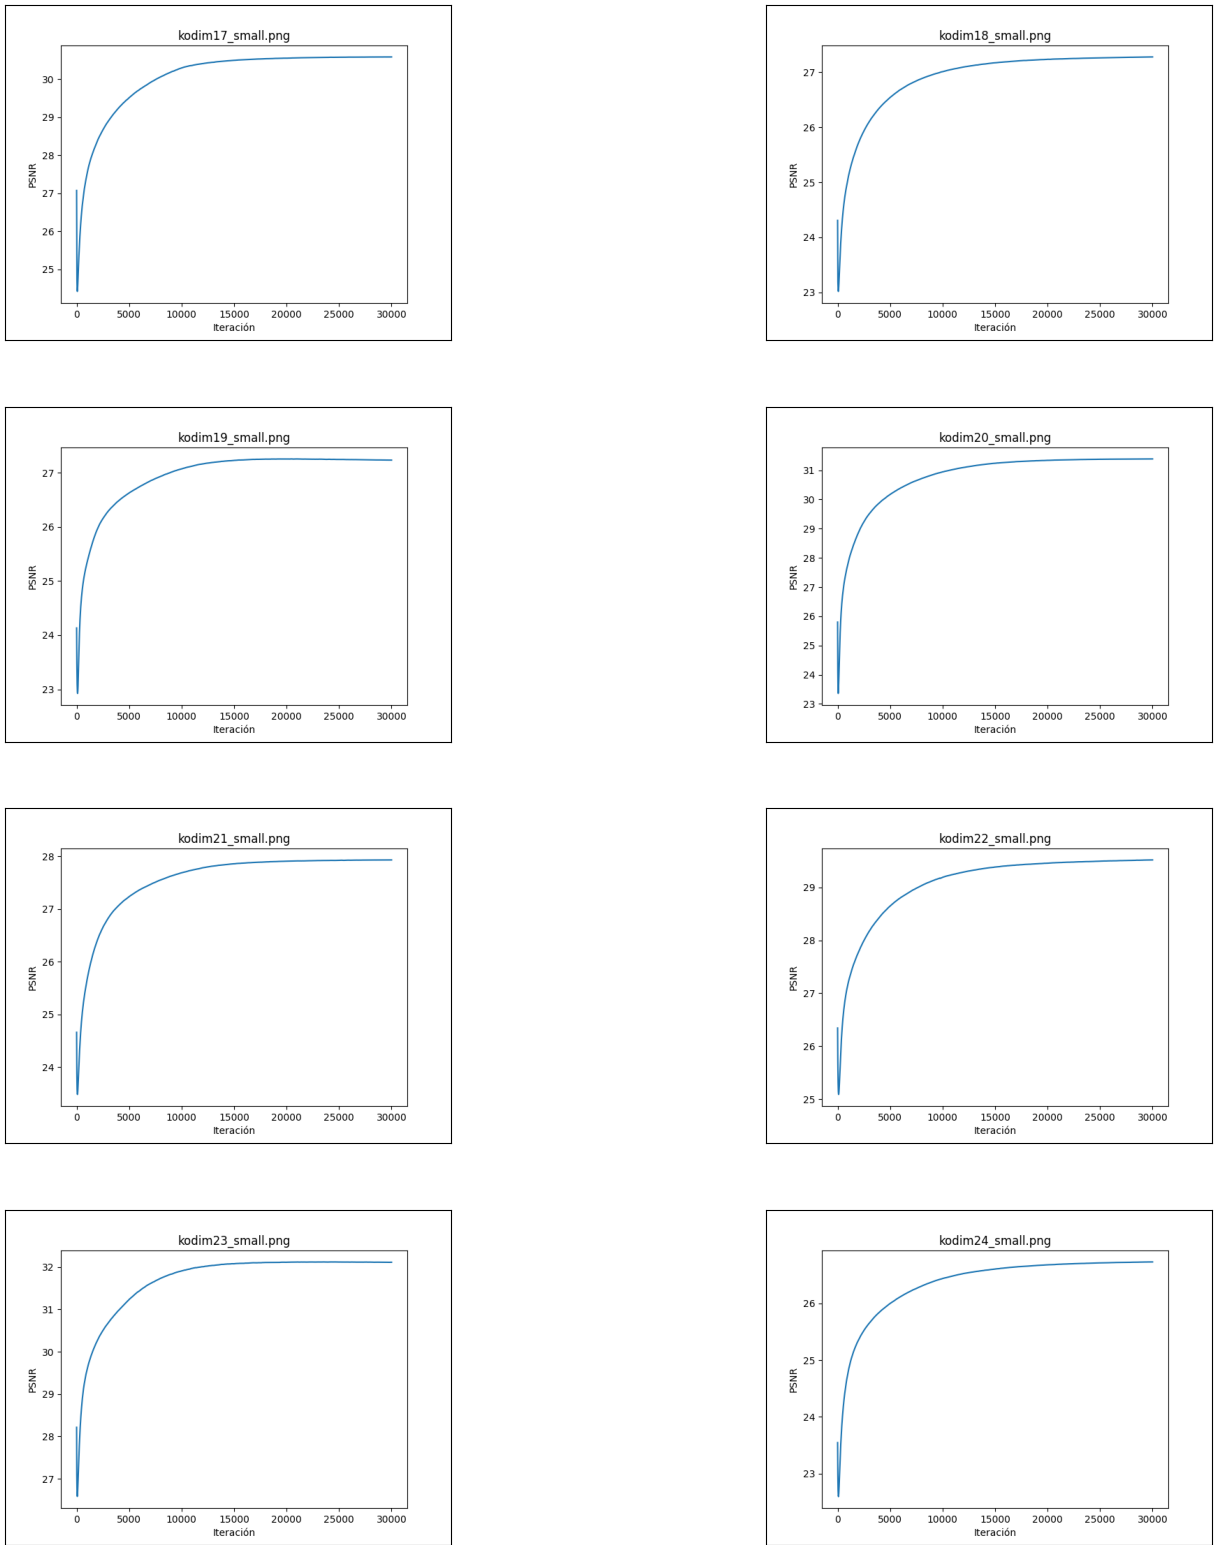 kodim17_small.png
PSNR
30
29
28
27
26
25
0 5000 10000 15000 20000 25000 30000
Iteración
kodim18_small.png
PSNR
27
26
25
24
23
0 5000 10000 15000 20000 25000 30000
Iteración
kodim19_small.png
PSNR
27
26
25
24
23
0 5000 10000 15000 20000 25000 30000
Iteración
kodim20_small.png
PSNR
31
30
29
28
27
26
25
24
23
0 5000 10000 15000 20000 25000 30000
Iteración
kodim21_small.png
PSNR
28
27
26
25
24
0 5000 10000 15000 20000 25000 30000
Iteración
kodim22_small.png
PSNR
29
28
27
26
25
0 5000 10000 15000 20000 25000 30000
Iteración
kodim23_small.png
PSNR
32
31
30
29
28
27
0 5000 10000 15000 20000 25000 30000
Iteración
kodim24_small.png
PSNR
26
25
24
23
0 5000 10000 15000 20000 25000 30000
Iteración